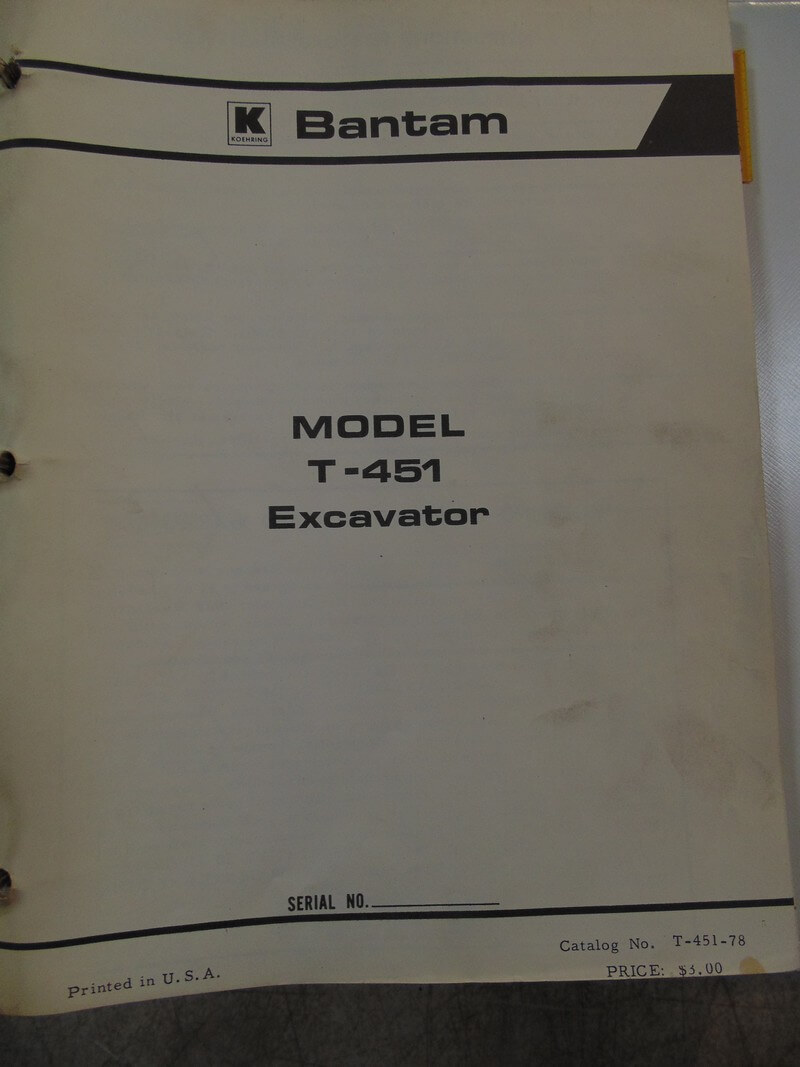 K
KOEHRING
Bantam
MODEL
T-451
Excavator
SERIAL NO.
Catalog No. T-451-78
PRICE: $3.00
Printed in U.S.A.